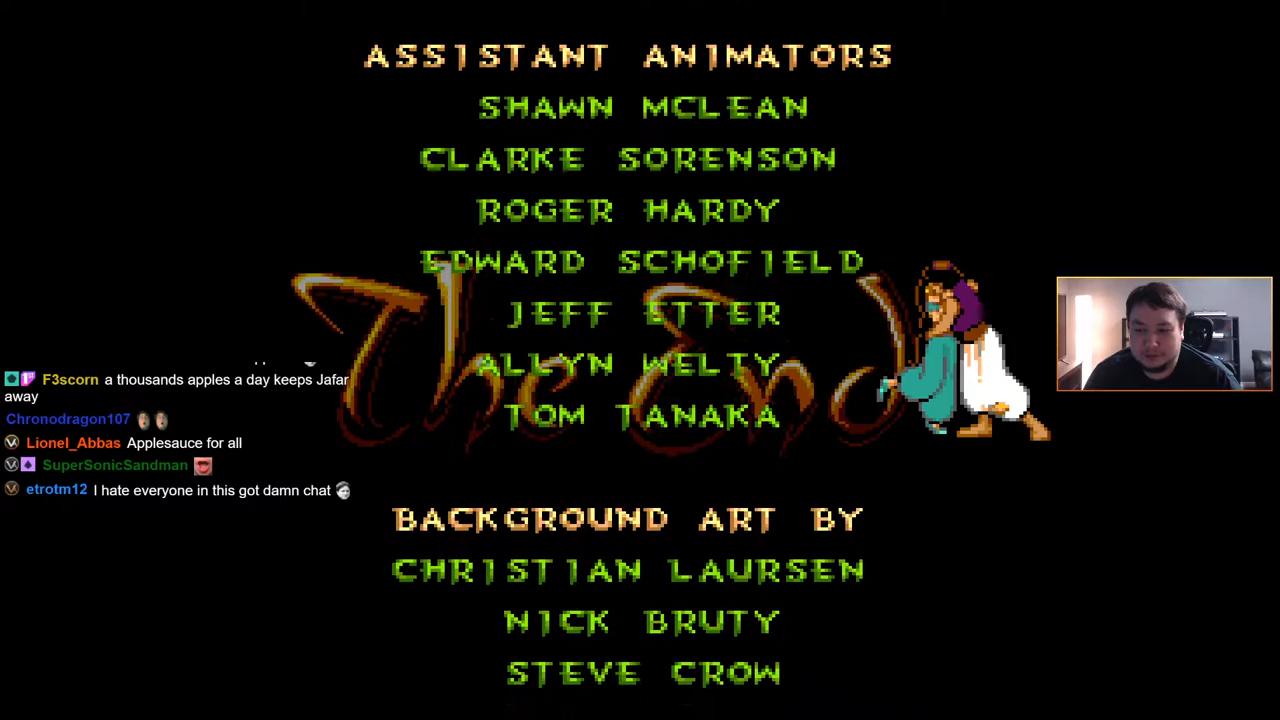 ASSISTANT ANIMATORS
SHAWN MCLEAN
CLARKE SORENSON
ROGER HARDY
EDWARD SCHOFIELD
JEFF ETTER
ALLYN WELTY
TOM TANAKA
The End
BACKGROUND ART BY
CHRISTIAN LAURSEN
NICK BRUTY
STEVE CROW
F3scorn a thousands apples a day keeps Jafar
away
Chronodragon107
Lionel_Abbas Applesauce for all
SuperSonicSandman
etrotm12 I hate everyone in this got damn chat